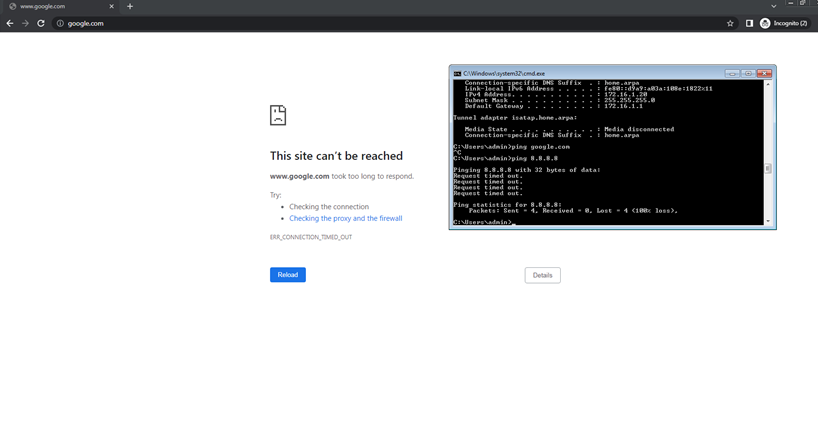 www.google.com
google.com
Incognito (2)
This site can't be reached
www.google.com took too long to respond.
Try:
Checking the connection
Checking the proxy and the firewall
ERR_CONNECTION_TIMED_OUT
Reload
Details
C:\Windows\system32\cmd.exe
Connection-specific DNS Suffix . : home.arpa
Link-local IPv6 Address . . . . . : fe80::d9a9:a03a:108e:1822%11
IPv4 Address. . . . . . . . . . . : 172.16.1.20
Subnet Mask . . . . . . . . . . . : 255.255.255.0
Default Gateway . . . . . . . . . : 172.16.1.1
Tunnel adapter isatap.home.arpa:
Media State . . . . . . . . . . . : Media disconnected
Connection-specific DNS Suffix . : home.arpa
C:\Users\admin>ping google.com
^C
C:\Users\admin>ping 8.8.8.8
Pinging 8.8.8.8 with 32 bytes of data:
Request timed out.
Request timed out.
Request timed out.
Request timed out.
Ping statistics for 8.8.8.8:
Packets: Sent = 4, Received = 0, Lost = 4 (100% loss),
C:\Users\admin>_